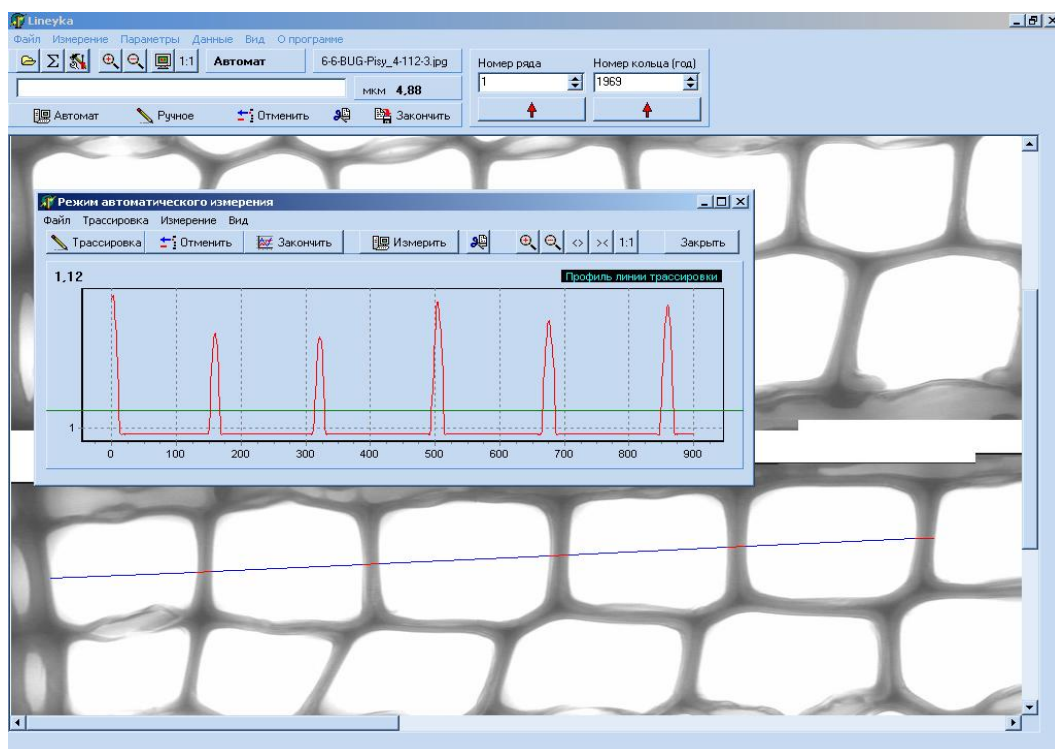 Lineyka
Файл Измерение Параметры Данные Вид О програме
1:1 Автомат 6-6-BUG-Pisy_4-112-3.jpg
мкм 4,88
Автомат Ручное Отменить Закончить
Номер ряда Номер кольца (год)
1 1969
Режим автоматического измерения
Файл Трассировка Измерение Вид
Трассировка Отменить Закончить Измерить <> >< 1:1 Закрыть
1,12 Профиль линии трассировки
1
0 100 200 300 400 500 600 700 800 900